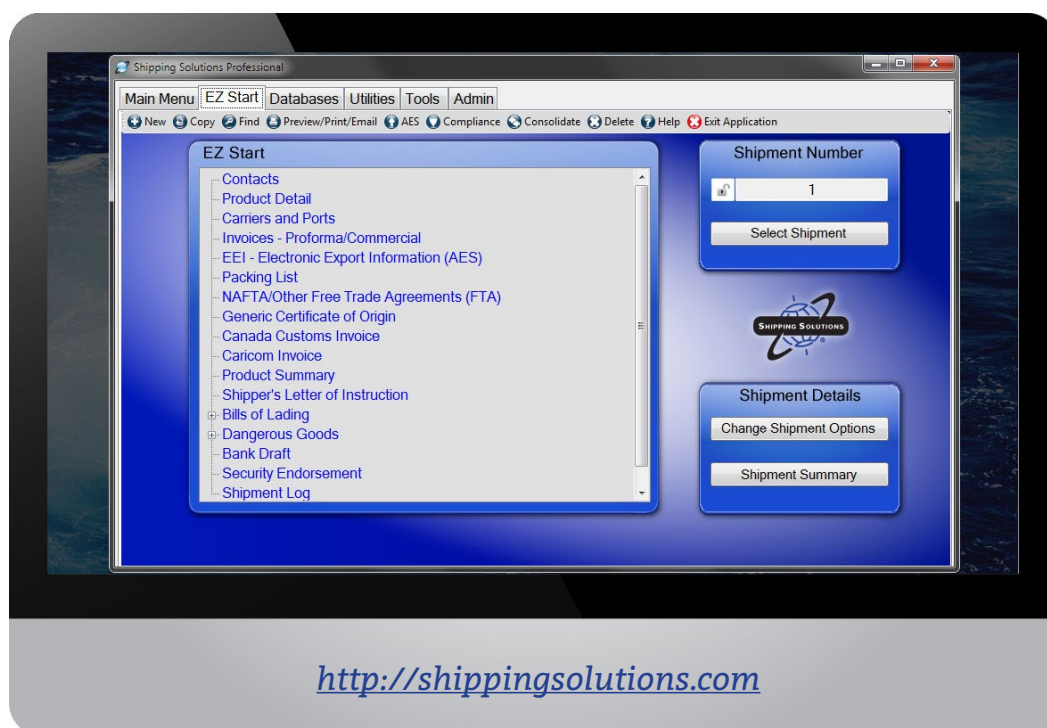 Shipping Solutions Professional
Main Menu EZ Start Databases Utilities Tools Admin
New Copy Find Preview/Print/Email AES Compliance Consolidate Delete Help Exit Application
EZ Start
Contacts
Product Detail
Carriers and Ports
Invoices - Proforma/Commercial
EEI - Electronic Export Information (AES)
Packing List
NAFTA/Other Free Trade Agreements (FTA)
Generic Certificate of Origin
Canada Customs Invoice
Caricom Invoice
Product Summary
Shipper's Letter of Instruction
Bills of Lading
Dangerous Goods
Bank Draft
Security Endorsement
Shipment Log
Shipment Number
1
Select Shipment
SHIPPING SOLUTIONS
Shipment Details
Change Shipment Options
Shipment Summary
http://shippingsolutions.com